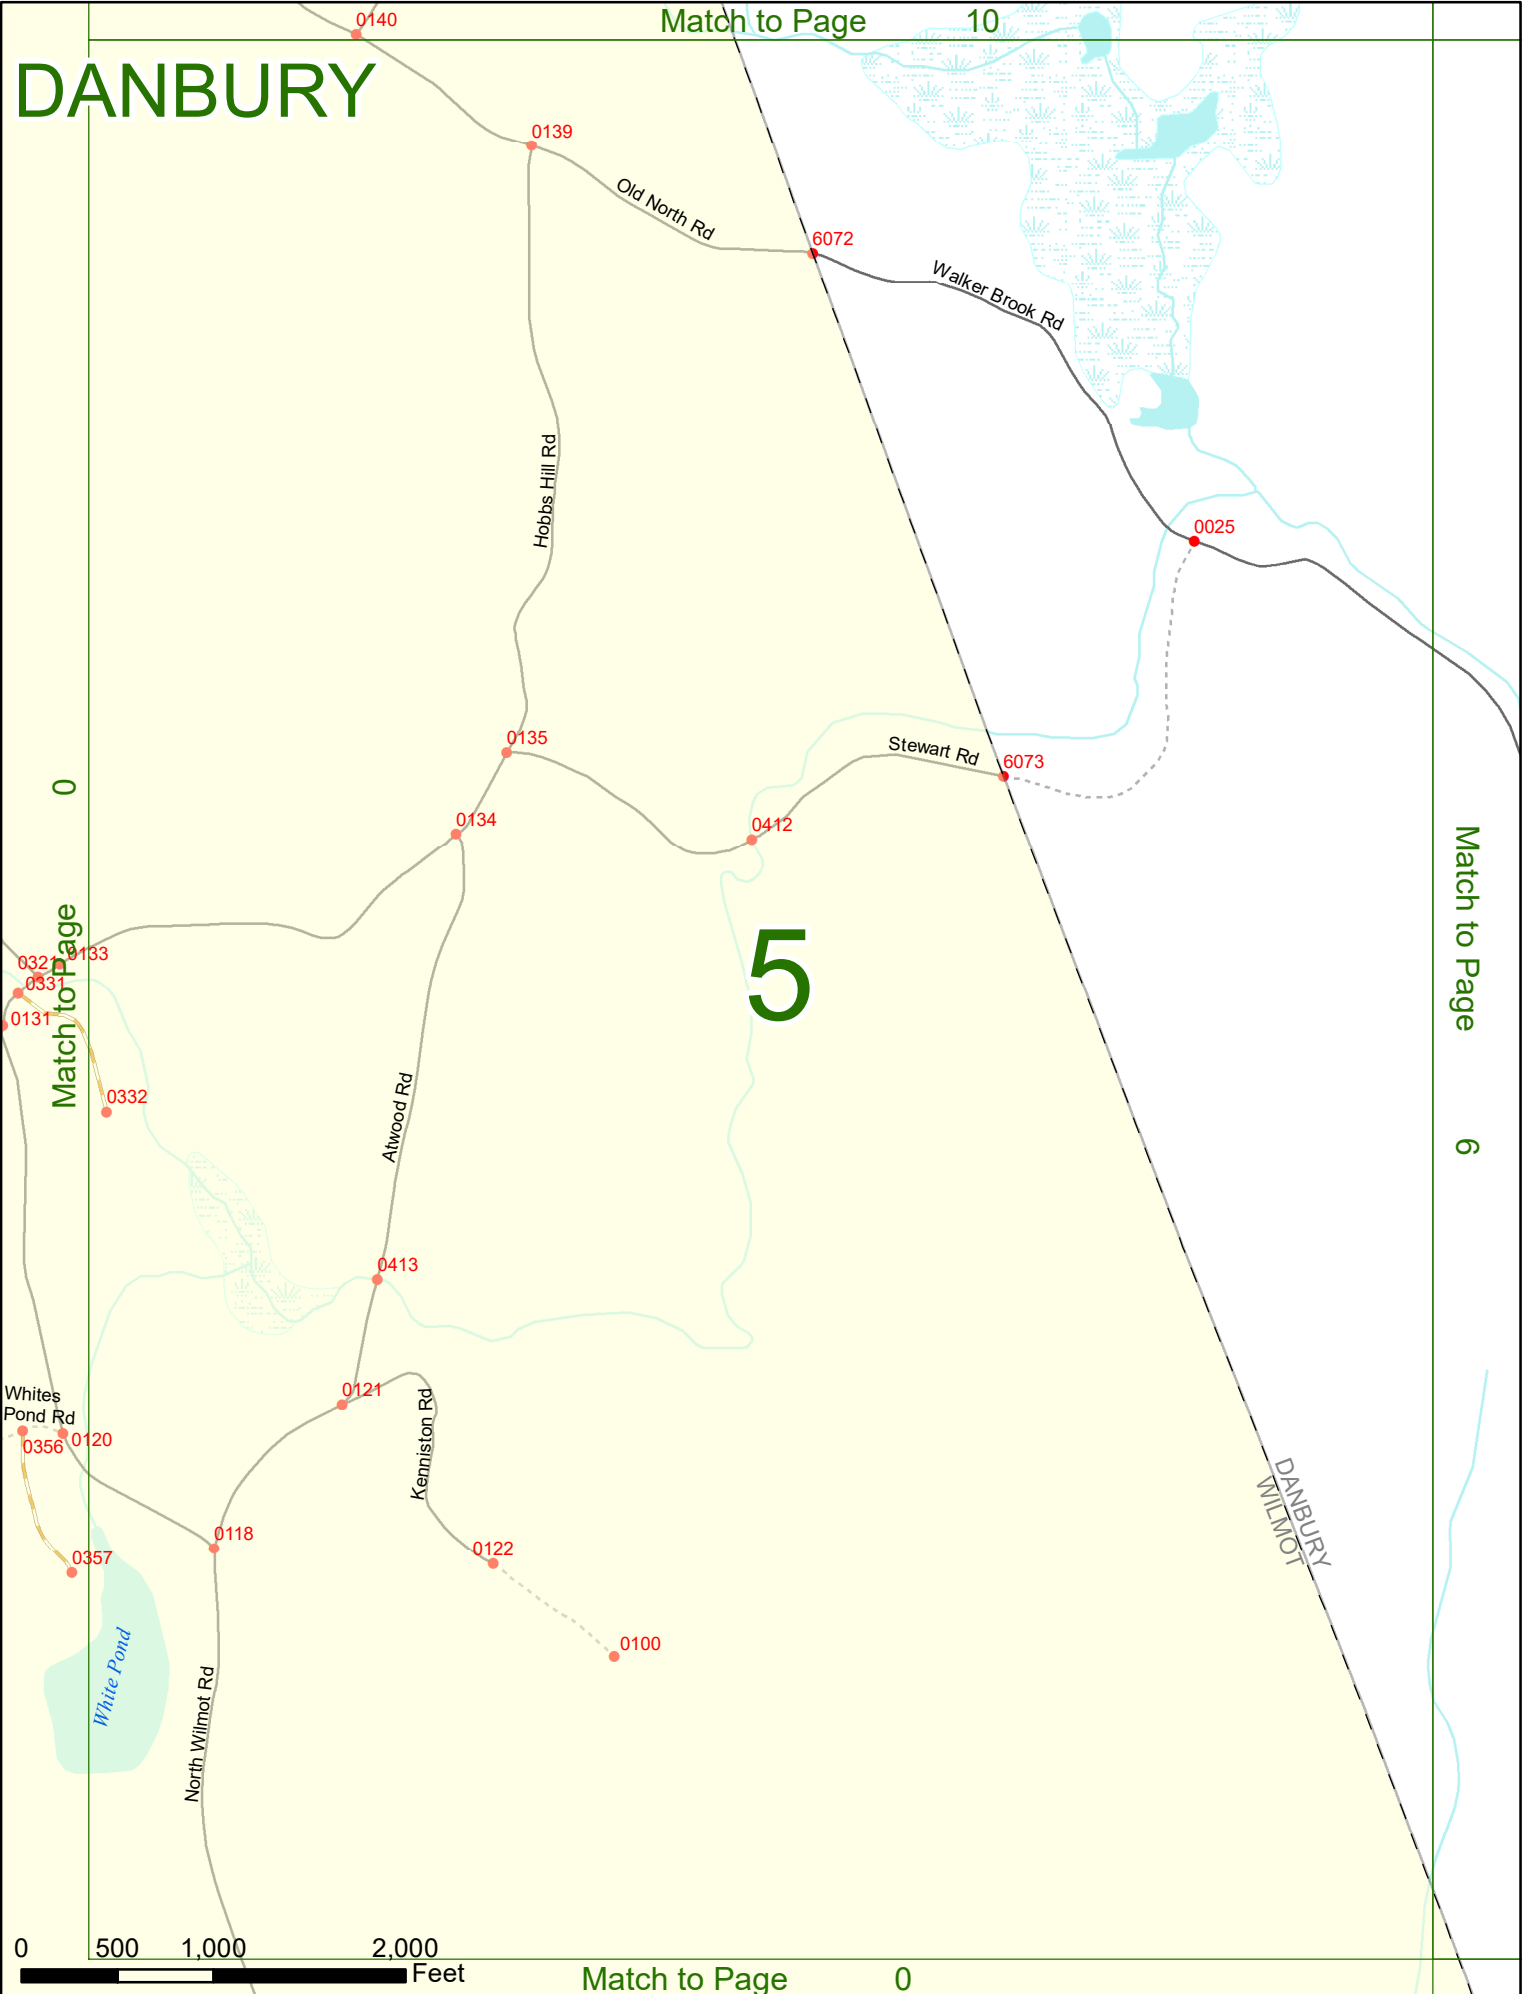 0140
Match to Page 10
DANBURY
0139
Old North Rd
6072
Walker Brook Rd
Hobbs Hill Rd
0025
0135
Stewart Rd
6073
0134
0412
Match to Page 0
Match to Page 6
5
0133
0321
0331
0131
0332
Atwood Rd
0413
Whites
Pond Rd
0121
0120
0356
Kenniston Rd
DANBURY
WILMOT
0118
0122
0357
0100
White Pond
North Wilmot Rd
0 500 1,000 2,000
Feet
Match to Page 0